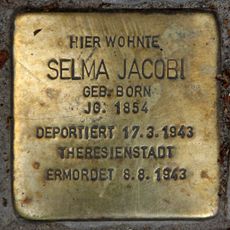 HIER WOHNTE
SELMA JACOBI
GEB. BORN
JG. 1854
DEPORTIERT 17.3.1943
THERESIENSTADT
ERMORDET 8.8.1943